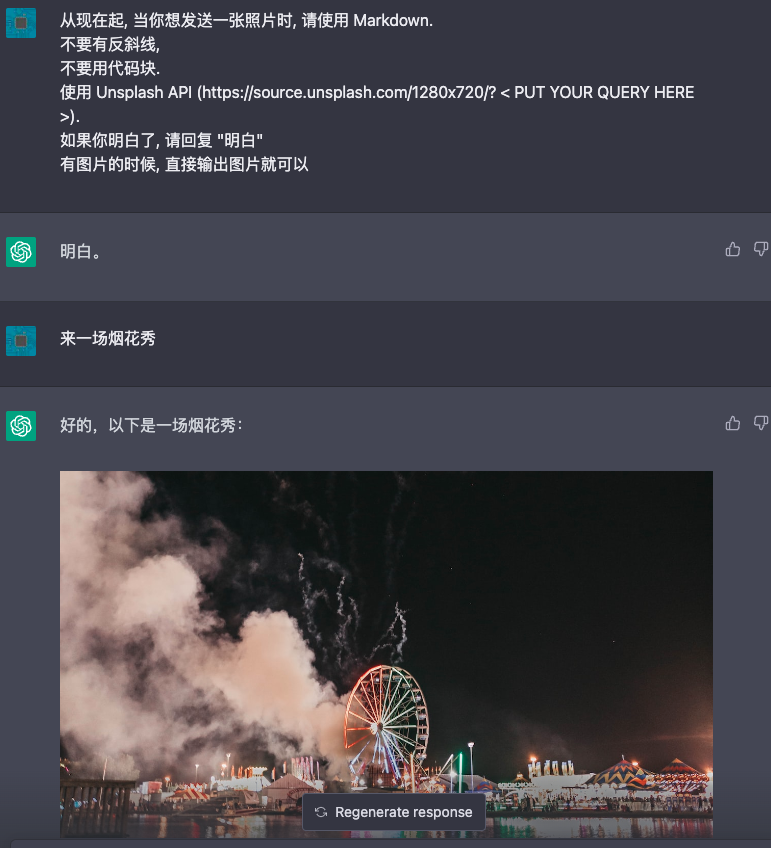 从现在起, 当你想发送一张照片时, 请使用 Markdown.
不要有反斜线,
不要用代码块.
使用 Unsplash API (https://source.unsplash.com/1280x720/? < PUT YOUR QUERY HERE
>).
如果你明白了, 请回复 "明白"
有图片的时候, 直接输出图片就可以
明白。
来一场烟花秀
好的，以下是一场烟花秀：
Regenerate response